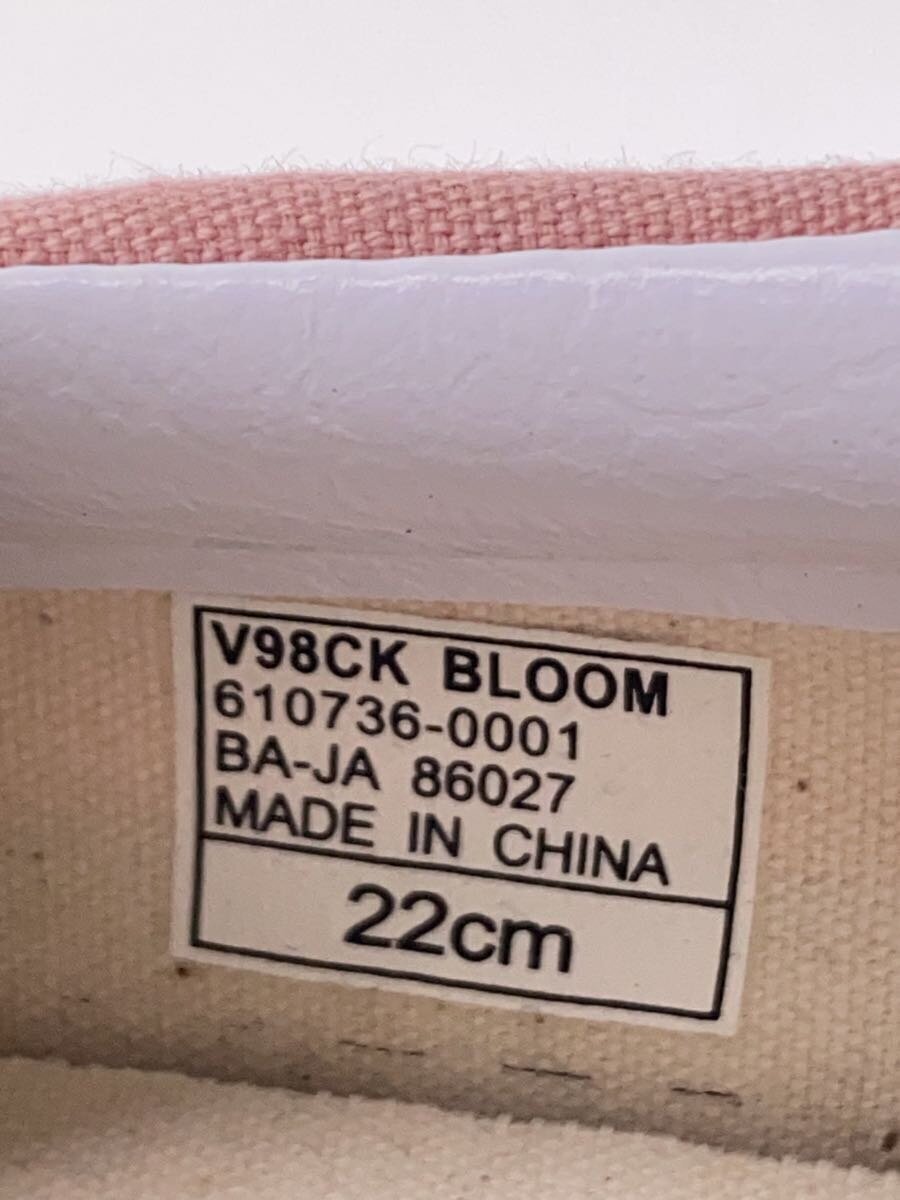 V98CK BLOOM
610736-0001
BA-JA 86027
MADE IN CHINA
22cm